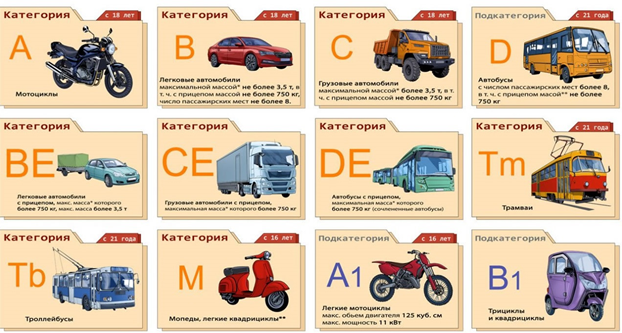 Категория с 18 лет
A
Мотоциклы
Категория с 18 лет
B
Легковые автомобили
максимальной массой* не более 3,5 т, в
т. ч. с прицепом массой не более 750 кг,
число пассажирских мест не более 8.
Категория с 18 лет
C
Грузовые автомобили
максимальной массой* более 3,5 т, в т.
ч. с прицепом массой не более 750 кг
Подкатегория с 21 года
D
Автобусы
с числом пассажирских мест более 8,
в т. ч. с прицепом масой** не более
750 кг
Категория
BE
Легковые автомобили
с прицепом, макс. масса* которого
более 750 кг, макс. масса более 3,5 т
Категория
CE
Грузовые автомобили с прицепом,
максимальная масса* которого более 750 кг
Категория
DE
Автобусы с прицепом,
максимальная масса* которого
более 750 кг (сочлененные автобусы)
Категория с 21 года
Tm
Трамваи
Категория с 21 года
Tb
Троллейбусы
Категория с 16 лет
M
Мопеды, легкие квадрициклы**
Подкатегория с 16 лет
A1
Легкие мотоциклы
макс. объем двигателя 125 куб. см
макс. мощность 11 кВт
Подкатегория
B1
Трициклы
и квадрициклы